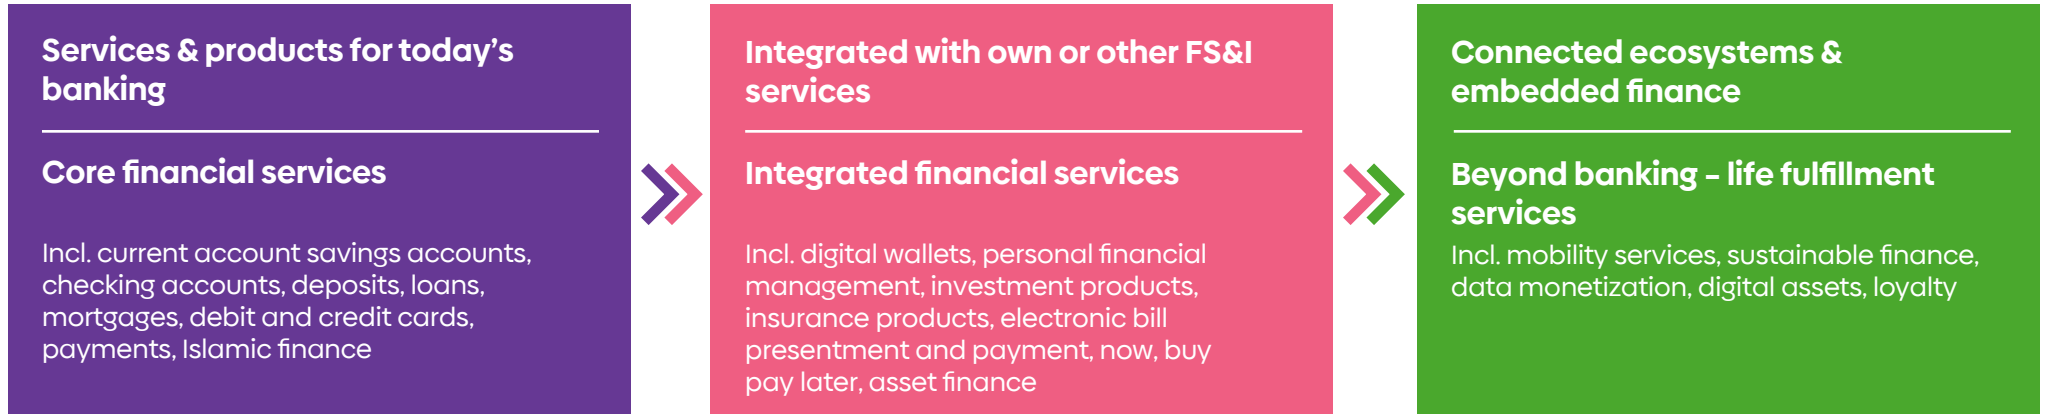 Services & products for today’s
banking
Core financial services
Incl. current account savings accounts,
checking accounts, deposits, loans,
mortgages, debit and credit cards,
payments, Islamic finance
Integrated with own or other FS&I
services
Integrated financial services
Incl. digital wallets, personal financial
management, investment products,
insurance products, electronic bill
presentment and payment, now, buy
pay later, asset finance
Connected ecosystems &
embedded finance
Beyond banking – life fulfillment
services
Incl. mobility services, sustainable finance,
data monetization, digital assets, loyalty